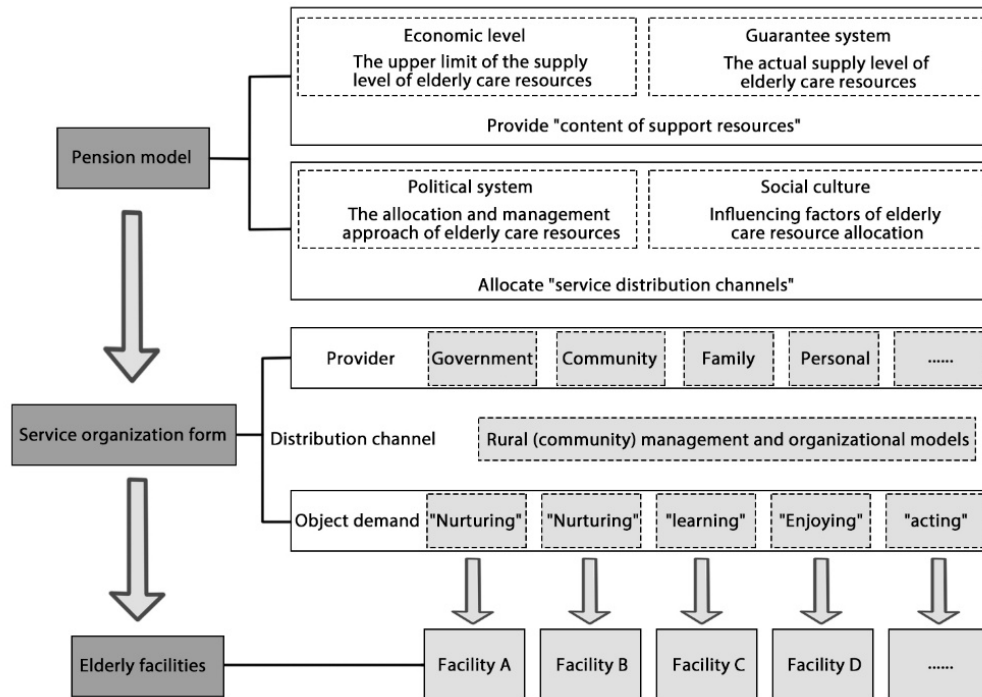 Economic level
The upper limit of the supply
level of elderly care resources
Guarantee system
The actual supply level of
elderly care resources
Provide "content of support resources"
Pension model
Political system
The allocation and management
approach of elderly care resources
Social culture
Influencing factors of elderly
care resource allocation
Allocate "service distribution channels"
Provider
Government
Community
Family
Personal
......
Service organization form
Distribution channel
Rural (community) management and organizational models
Object demand
"Nurturing"
"Nurturing"
"learning"
"Enjoying"
"acting"
Elderly facilities
Facility A
Facility B
Facility C
Facility D
......